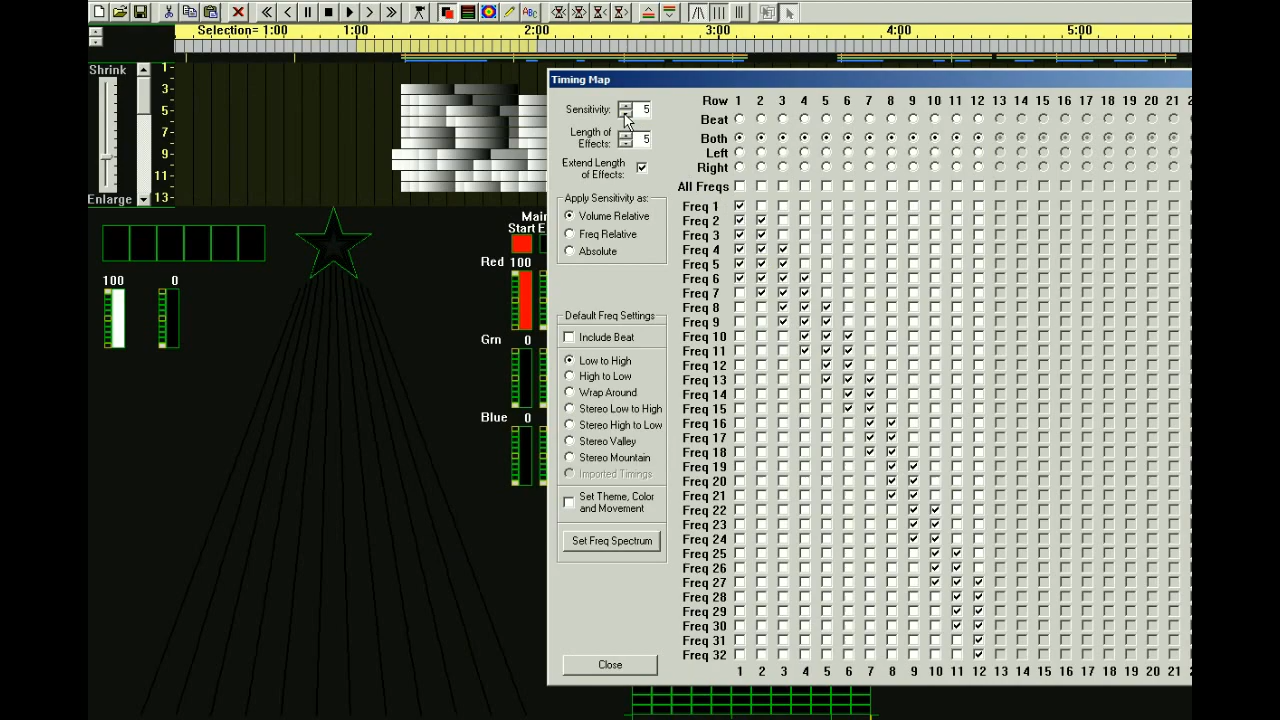 ABC
Selection= 1:00 1:00 2:00 3:00 4:00 5:00
Shrink
1
3
5
7
9
11
13
Enlarge
100 0
Main
Start E
Red 100
Grn 0
Blue 0
Timing Map
Sensitivity: 5
Length of
Effects: 5
Extend Length
of Effects:
Apply Sensitivity as:
Volume Relative
Freq Relative
Absolute
Default Freq Settings
Include Beat
Low to High
High to Low
Wrap Around
Stereo Low to High
Stereo High to Low
Stereo Valley
Stereo Mountain
Imported Timings
Set Theme, Color
and Movement
Set Freq Spectrum
Close
Row 1 2 3 4 5 6 7 8 9 10 11 12 13 14 15 16 17 18 19 20 21
Beat
Both
Left
Right
All Freqs
Freq 1
Freq 2
Freq 3
Freq 4
Freq 5
Freq 6
Freq 7
Freq 8
Freq 9
Freq 10
Freq 11
Freq 12
Freq 13
Freq 14
Freq 15
Freq 16
Freq 17
Freq 18
Freq 19
Freq 20
Freq 21
Freq 22
Freq 23
Freq 24
Freq 25
Freq 26
Freq 27
Freq 28
Freq 29
Freq 30
Freq 31
Freq 32
1 2 3 4 5 6 7 8 9 10 11 12 13 14 15 16 17 18 19 20 21